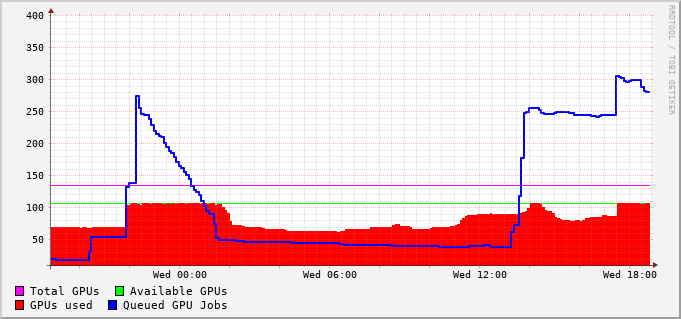 400
350
300
250
200
150
100
50
Wed 00:00 Wed 06:00 Wed 12:00 Wed 18:00
Total GPUs Available GPUs
GPUs used Queued GPU Jobs
RRDTOOL / TOBI OETIKER